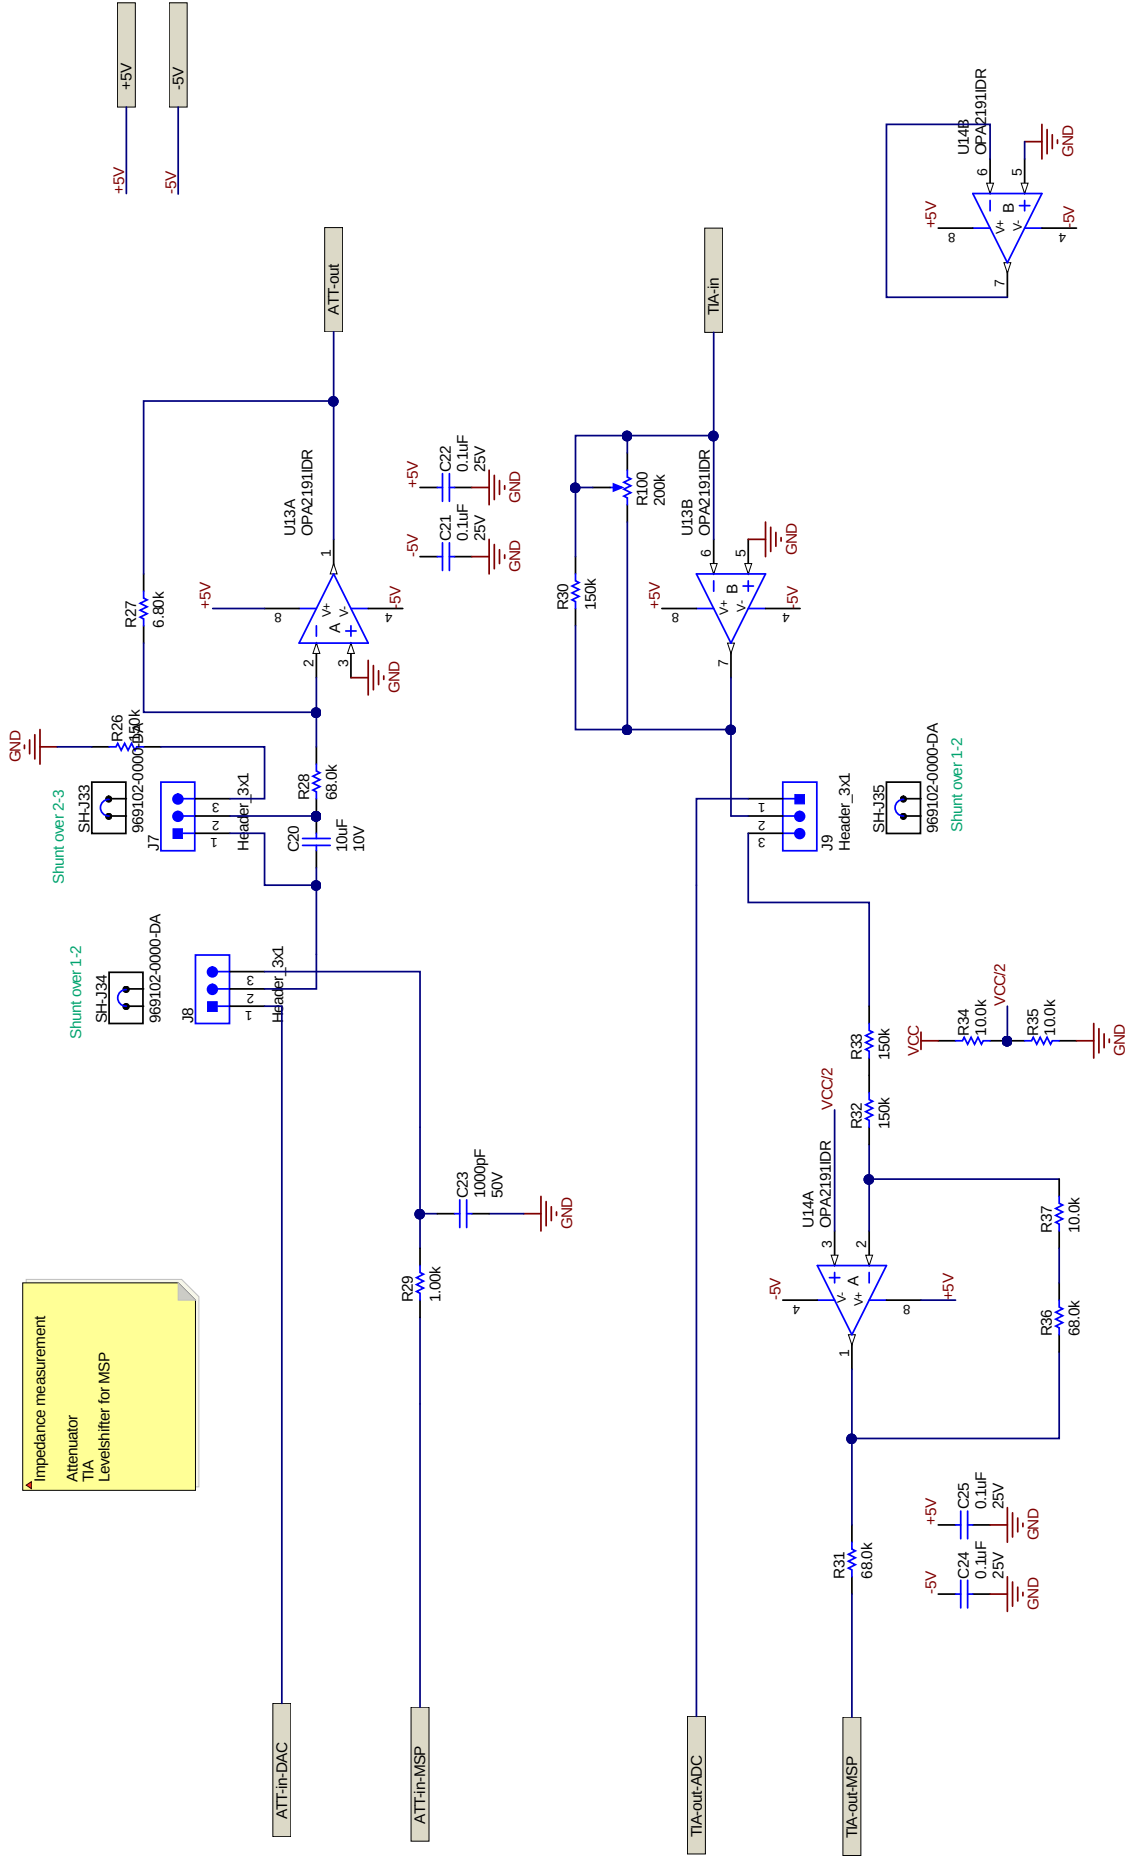 Impedance measurement
Attenuator
TIA
Levelshifter for MSP
ATT-in-DAC
ATT-in-MSP
TIA-out-ADC
TIA-out-MSP
Shunt over 1-2
SH-J34
969102-0000-DA
J8
1
2
3
Header_3x1
Shunt over 2-3
SH-J33
969102-0000-DA
J7
1
2
3
Header_3x1
GND
R26
150k
C20
10uF
10V
R28
68.0k
R27
6.80k
+5V
8
2
3
1
4
A
V+
V-
-5V
GND
U13A
OPA2191IDR
ATT-out
+5V
+5V
-5V
-5V
-5V
C21
0.1uF
25V
GND
+5V
C22
0.1uF
25V
GND
R29
1.00k
C23
1000pF
50V
GND
R30
150k
R100
200k
U13B
OPA2191IDR
+5V
8
6
5
7
4
B
V+
V-
-5V
GND
TIA-in
J9
Header_3x1
1
2
3
SH-J35
969102-0000-DA
Shunt over 1-2
R33
150k
R32
150k
VCC/2
U14A
OPA2191IDR
3
2
1
4
8
A
V-
V+
-5V
+5V
R37
10.0k
R36
68.0k
R31
68.0k
VCC
R34
10.0k
VCC/2
R35
10.0k
GND
-5V
C24
0.1uF
25V
GND
+5V
C25
0.1uF
25V
GND
U14B
OPA2191IDR
+5V
8
6
5
7
4
B
V+
V-
-5V
GND